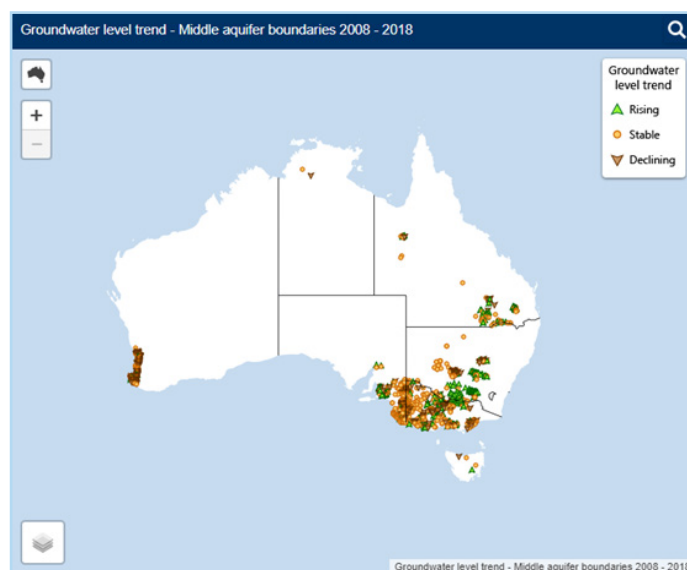 Groundwater level trend - Middle aquifer boundaries 2008 - 2018
Groundwater
level trend
Rising
Stable
Declining
+
−
Groundwater level trend - Middle aquifer boundaries 2008 - 2018